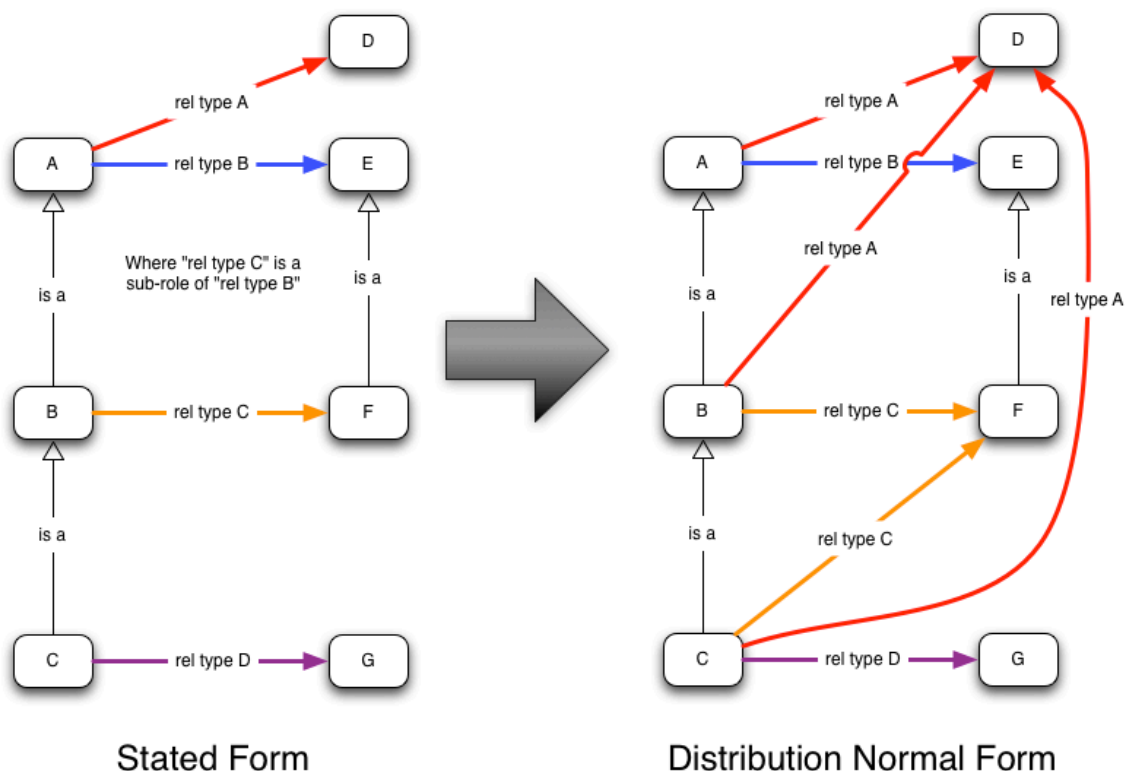 D
rel type A
A
rel type B
E
Where "rel type C" is a
sub-role of "rel type B"
is a
is a
B
rel type C
F
is a
C
rel type D
G
Stated Form
D
rel type A
A
rel type B
E
rel type A
is a
is a
rel type A
B
rel type C
F
is a
rel type C
C
rel type D
G
Distribution Normal Form